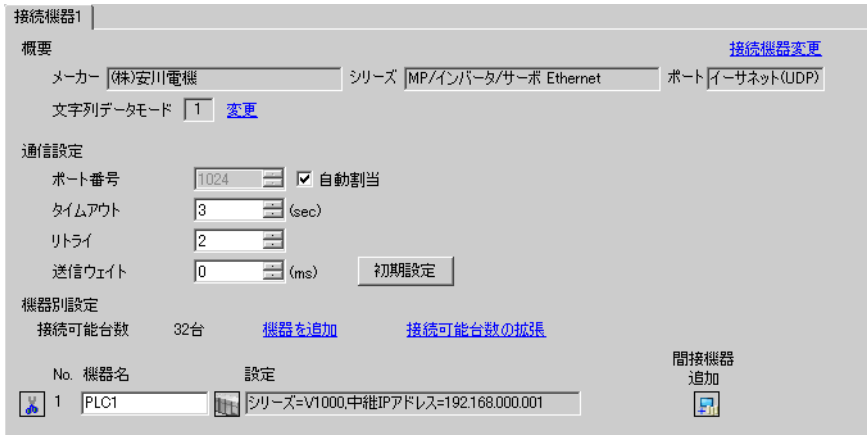 接続機器1
概要 接続機器変更
メーカー (株)安川電機 シリーズ MP/インバータ/サーボ Ethernet ポート イーサネット(UDP)
文字列データモード 1 変更
通信設定
ポート番号 1024 自動割当
タイムアウト 3 (sec)
リトライ 2
送信ウェイト 0 (ms) 初期設定
機器別設定
接続可能台数 32台 機器を追加 接続可能台数の拡張
間接機器
No. 機器名 設定 追加
1 PLC1 シリーズ=V1000,中継IPアドレス=192.168.000.001